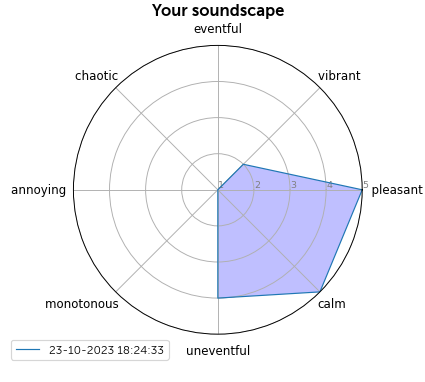 Your soundscape
eventful
chaotic
vibrant
annoying
1
2
3
4
5
pleasant
monotonous
calm
uneventful
23-10-2023 18:24:33